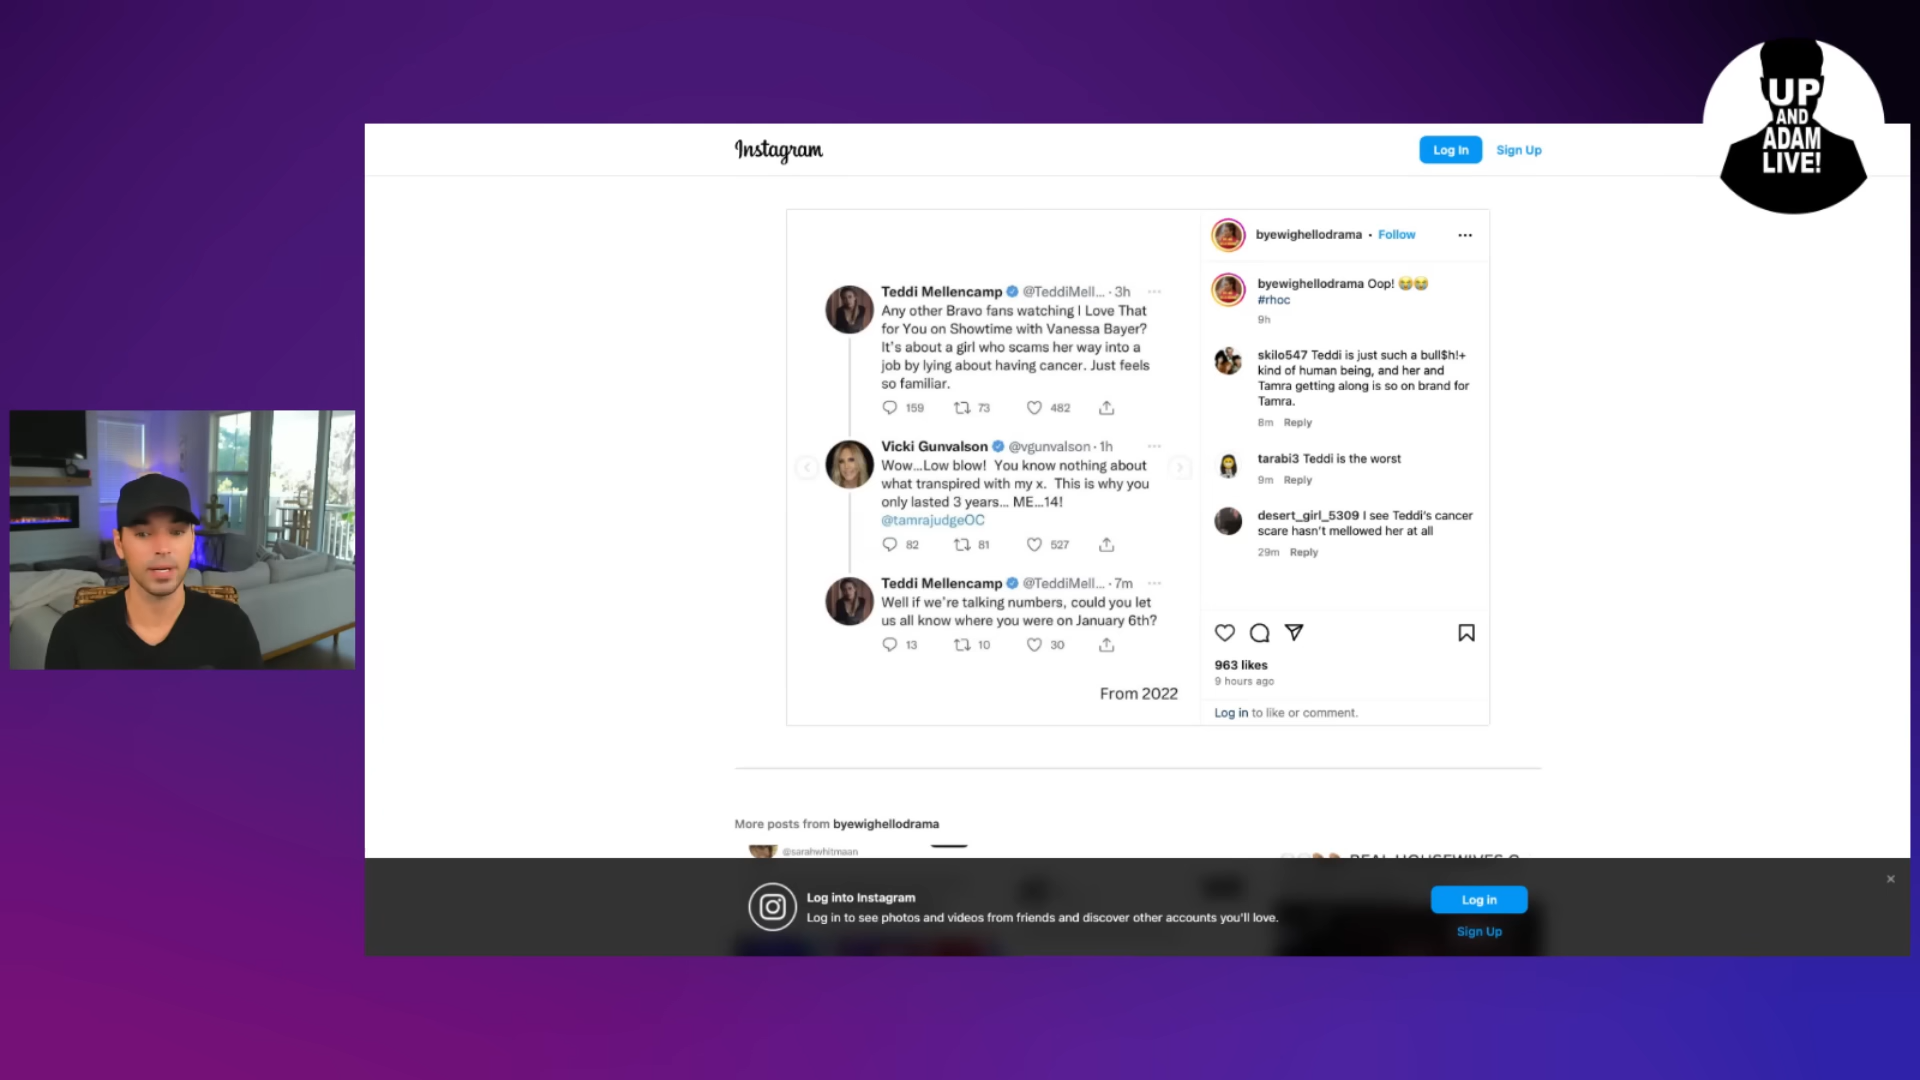 UP
AND
ADAM
LIVE!
Instagram
Log In
Sign Up
Teddi Mellencamp @TeddiMell... · 3h
Any other Bravo fans watching I Love That
for You on Showtime with Vanessa Bayer?
It's about a girl who scams her way into a
job by lying about having cancer. Just feels
so familiar.
159 73 482
Vicki Gunvalson @vgunvalson · 1h
Wow...Low blow! You know nothing about
what transpired with my x. This is why you
only lasted 3 years... ME...14!
@tamrajudgeOC
82 81 527
Teddi Mellencamp @TeddiMell... · 7m
Well if we're talking numbers, could you let
us all know where you were on January 6th?
13 10 30
From 2022
byewighellodrama · Follow
byewighellodrama Oop! 😭😭
#rhoc
9h
skilo547 Teddi is just such a bull$h!+
kind of human being, and her and
Tamra getting along is so on brand for
Tamra.
8m Reply
tarabi3 Teddi is the worst
9m Reply
desert_girl_5309 I see Teddi's cancer
scare hasn't mellowed her at all
29m Reply
963 likes
9 hours ago
Log in to like or comment.
More posts from byewighellodrama
@sarahwhitmaan
REAL HOUSEWIVES
Log into Instagram
Log in to see photos and videos from friends and discover other accounts you'll love.
Log in
Sign Up